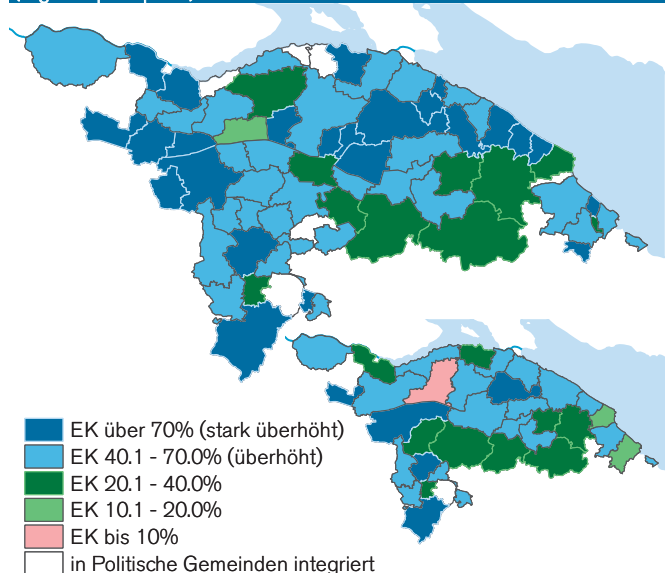 EK über 70% (stark überhöht)
EK 40.1 - 70.0% (überhöht)
EK 20.1 - 40.0%
EK 10.1 - 20.0%
EK bis 10%
in Politische Gemeinden integriert